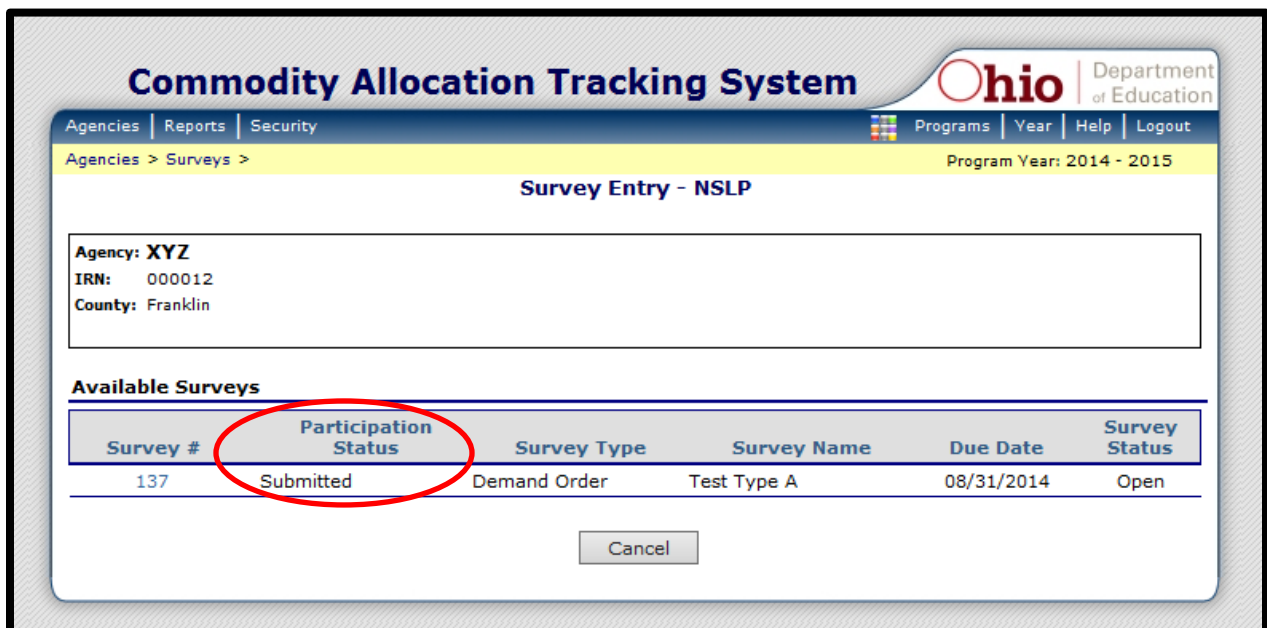 Commodity Allocation Tracking System
Ohio Department of Education
Agencies | Reports | Security Programs | Year | Help | Logout
Agencies > Surveys > Program Year: 2014 - 2015
Survey Entry - NSLP
Agency: XYZ
IRN: 000012
County: Franklin
Available Surveys
Survey # Participation Status Survey Type Survey Name Due Date Survey Status
137 Submitted Demand Order Test Type A 08/31/2014 Open
Cancel